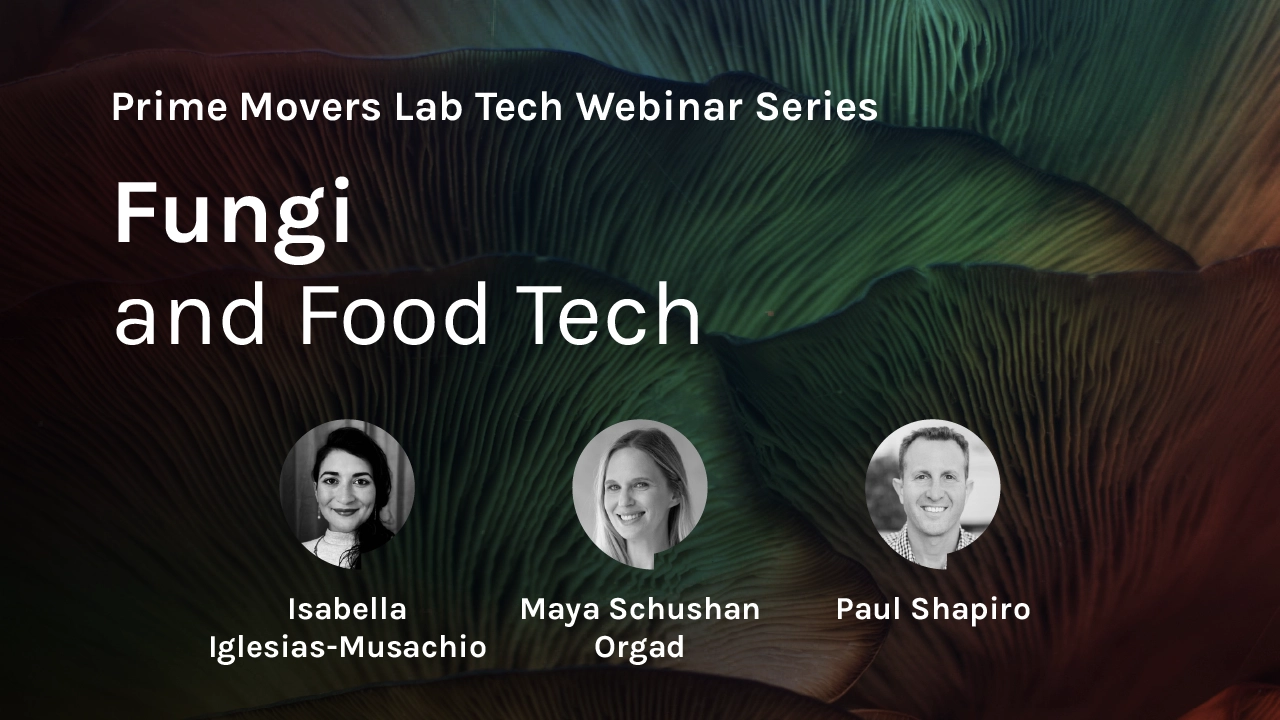 Prime Movers Lab Tech Webinar Series
Fungi
and Food Tech
Isabella
Iglesias-Musachio
Maya Schushan
Orgad
Paul Shapiro